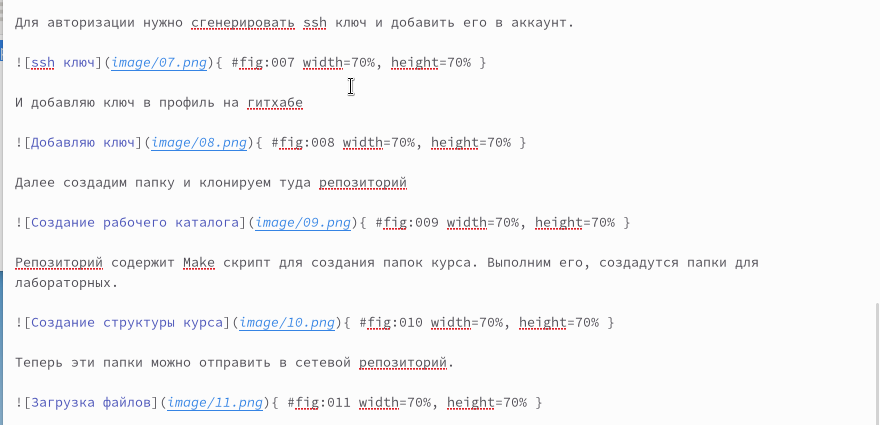 Для авторизации нужно сгенерировать ssh ключ и добавить его в аккаунт.
![ssh ключ](image/07.png){ #fig:007 width=70%, height=70% }
И добавляю ключ в профиль на гитхабе
![Добавляю ключ](image/08.png){ #fig:008 width=70%, height=70% }
Далее создадим папку и клонируем туда репозиторий
![Создание рабочего каталога](image/09.png){ #fig:009 width=70%, height=70% }
Репозиторий содержит Make скрипт для создания папок курса. Выполним его, создадутся папки для
лабораторных.
![Создание структуры курса](image/10.png){ #fig:010 width=70%, height=70% }
Теперь эти папки можно отправить в сетевой репозиторий.
![Загрузка файлов](image/11.png){ #fig:011 width=70%, height=70% }